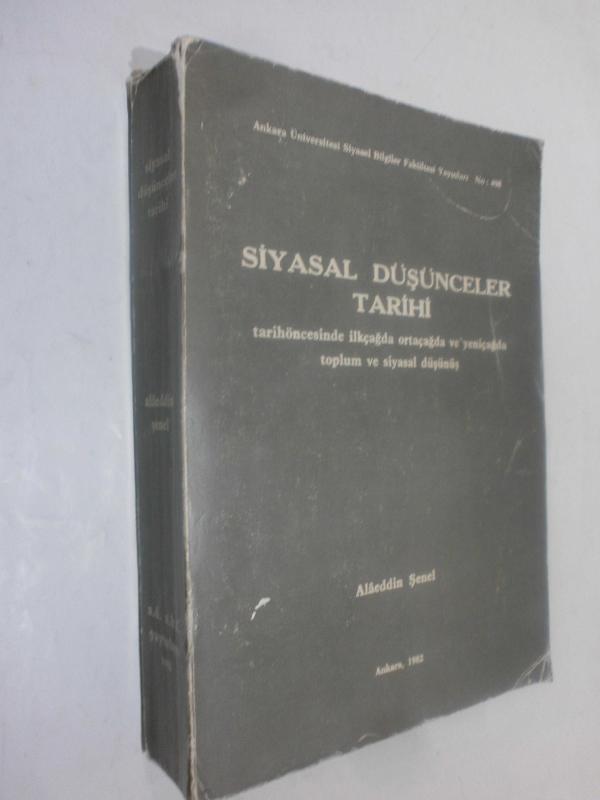 Ankara Üniversitesi Siyasal Bilgiler Fakültesi Yayınları No:
SİYASAL DÜŞÜNCELER
TARİHİ
tarihöncesinde ilkçağda ortaçağda ve yeniçağda
toplum ve siyasal düşünüş
Alâeddin Şenel
Ankara, 1982
siyasal
düşünceler
tarihi
alâeddin
şenel